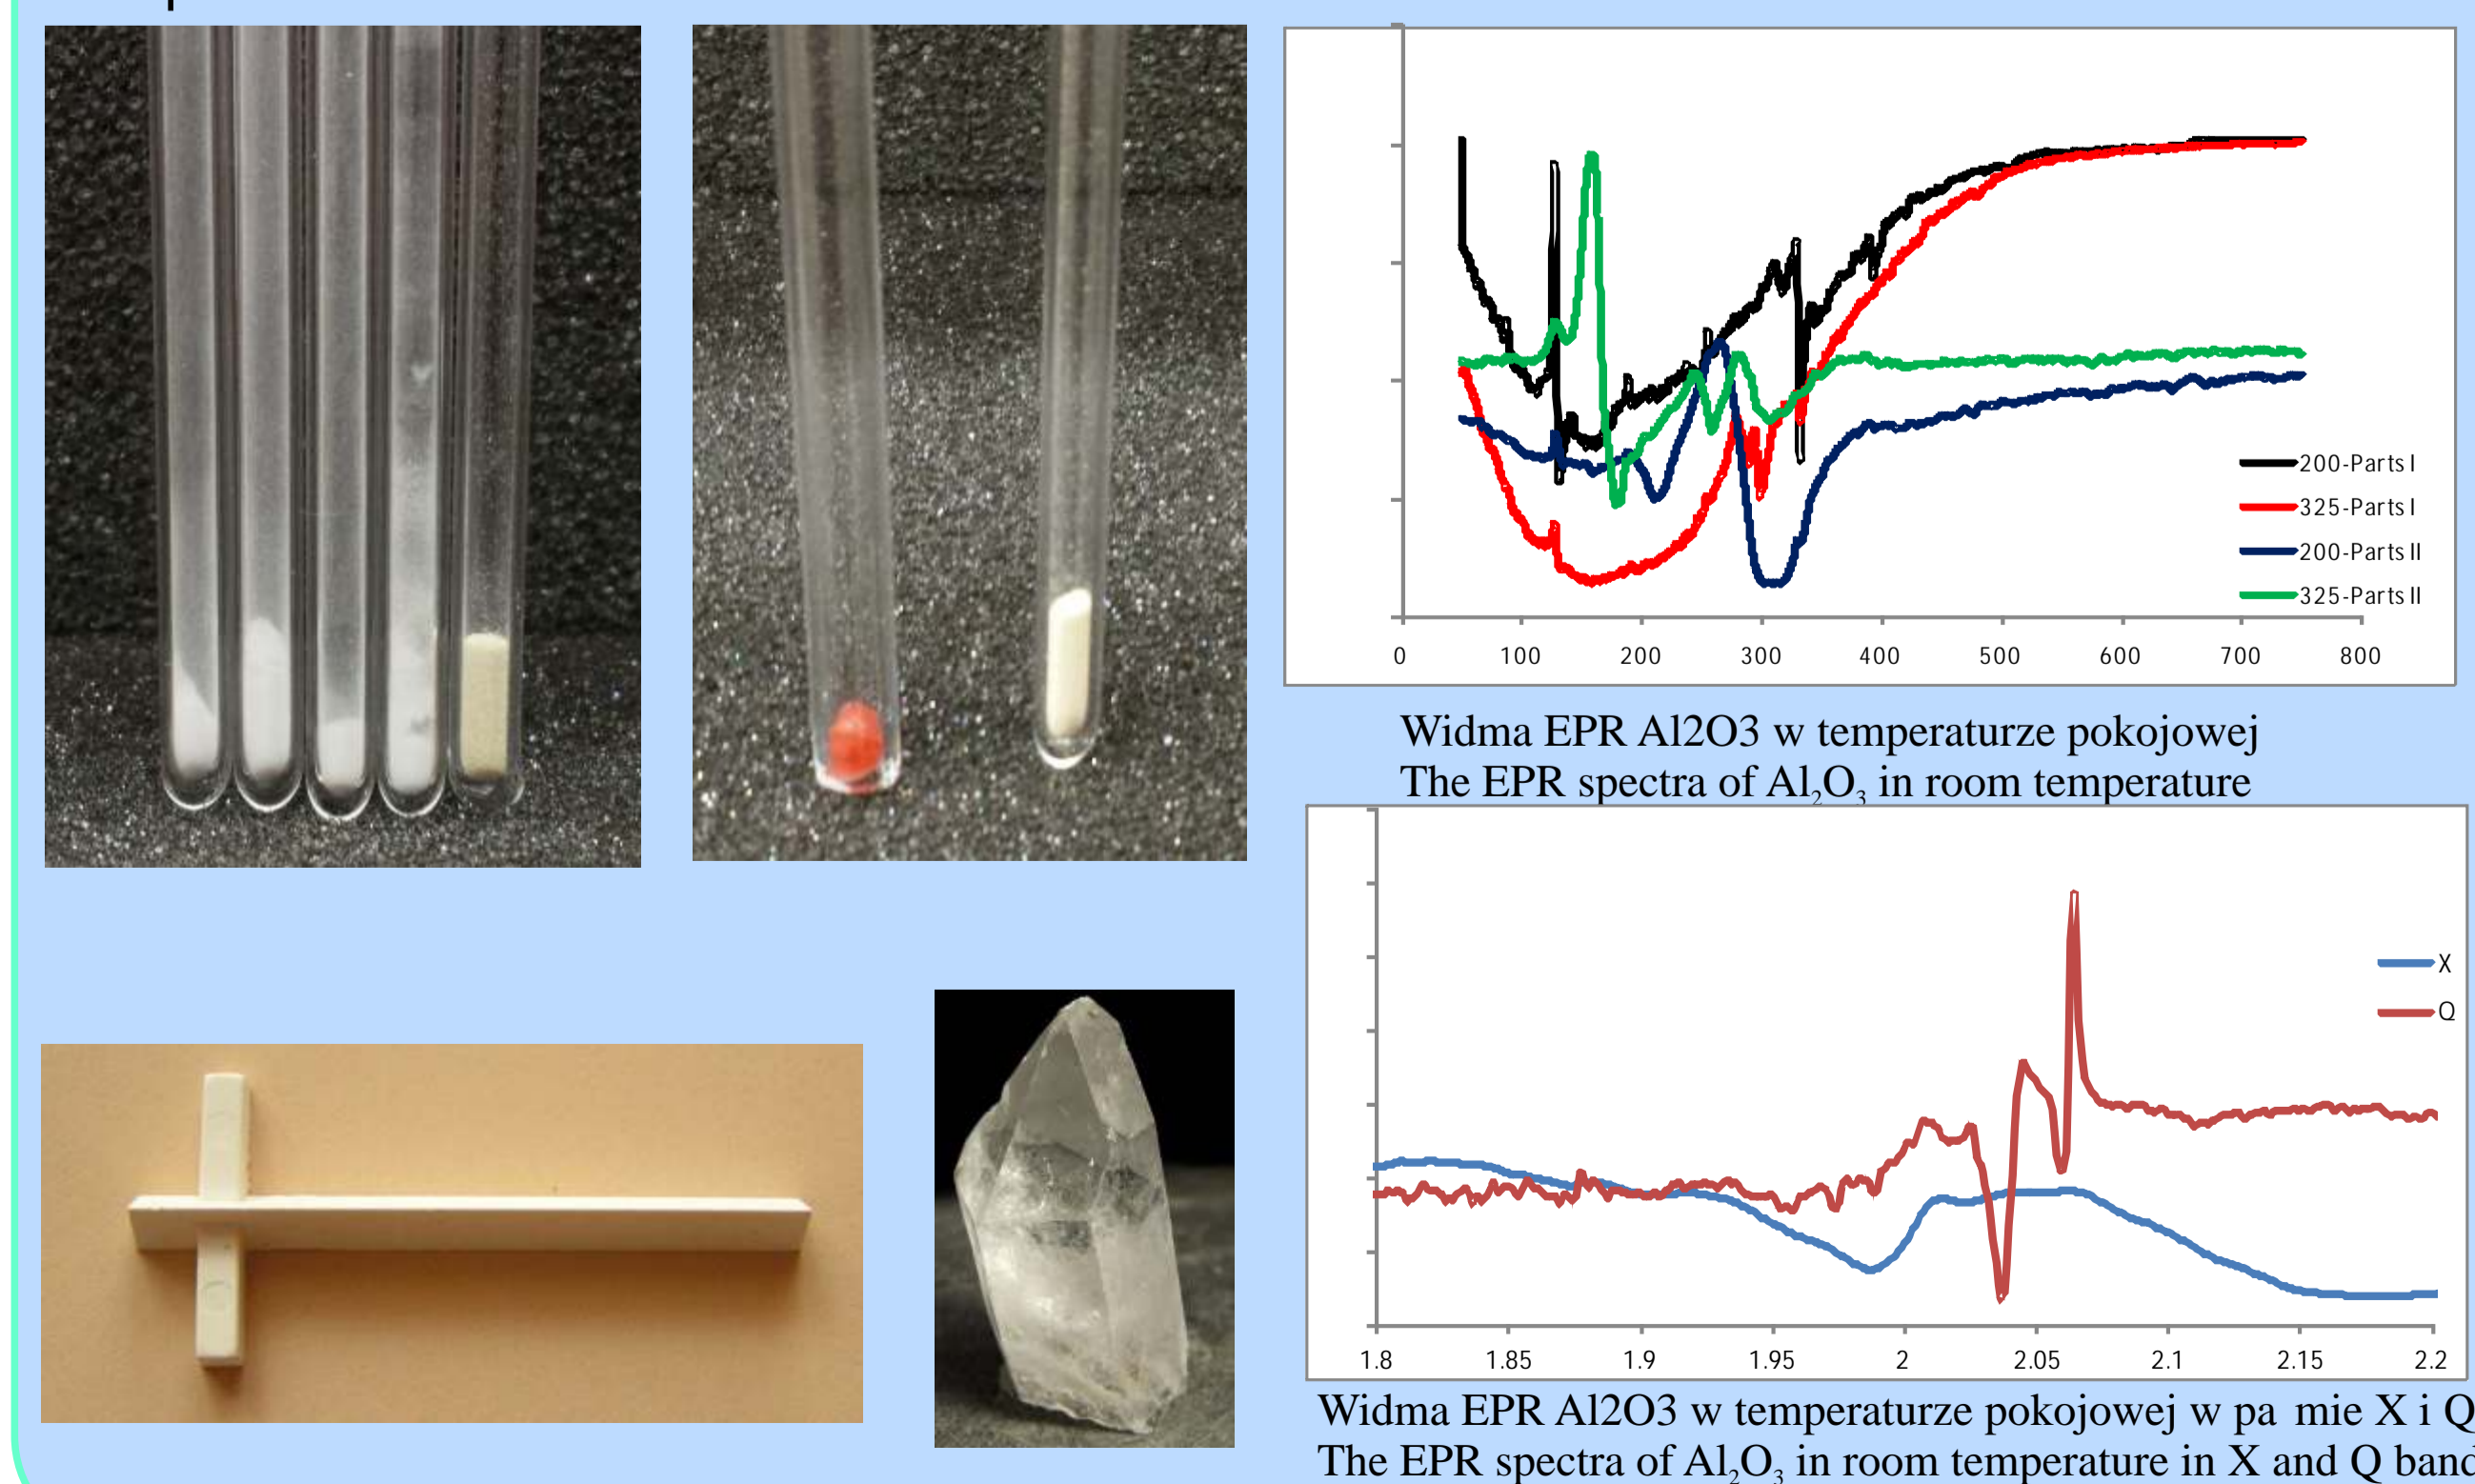 200-Parts I
325-Parts I
200-Parts II
325-Parts II
0 100 200 300 400 500 600 700 800
Widma EPR Al2O3 w temperaturze pokojowej
The EPR spectra of Al₂O₃ in room temperature
X
Q
1.8 1.85 1.9 1.95 2 2.05 2.1 2.15 2.2
Widma EPR Al2O3 w temperaturze pokojowej w pa mie X i Q
The EPR spectra of Al₂O₃ in room temperature in X and Q band